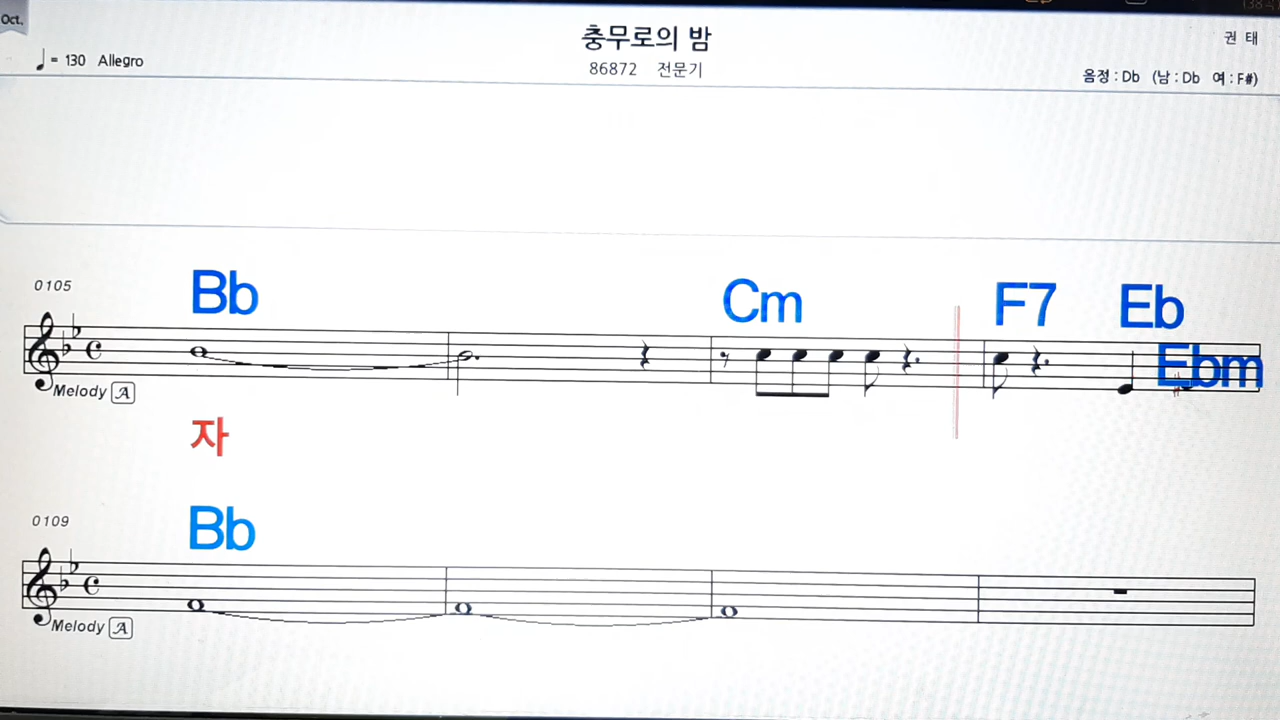 Oct.
충무로의 밤
권 태
♩ = 130 Allegro
86872 전문기
음정 : Db (남 : Db 여 : F#)
0105
Bb Cm F7 Eb
Ebm
Melody A
자
0109
Bb
Melody A